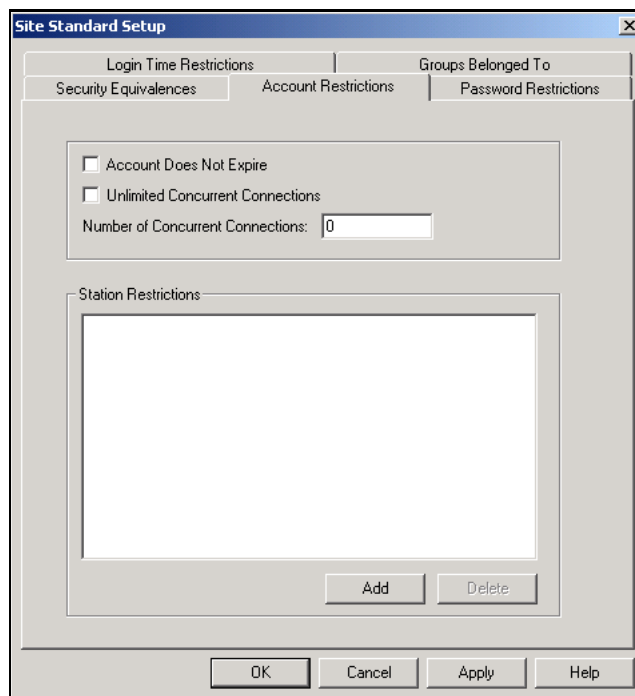 Site Standard Setup
Login Time Restrictions
Groups Belonged To
Security Equivalences
Account Restrictions
Password Restrictions
Account Does Not Expire
Unlimited Concurrent Connections
Number of Concurrent Connections: 0
Station Restrictions
Add
Delete
OK
Cancel
Apply
Help